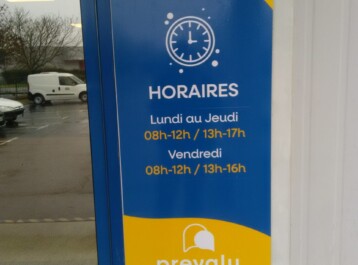 HORAIRES
Lundi au Jeudi
08h-12h / 13h-17h
Vendredi
08h-12h / 13h-16h
prevalu